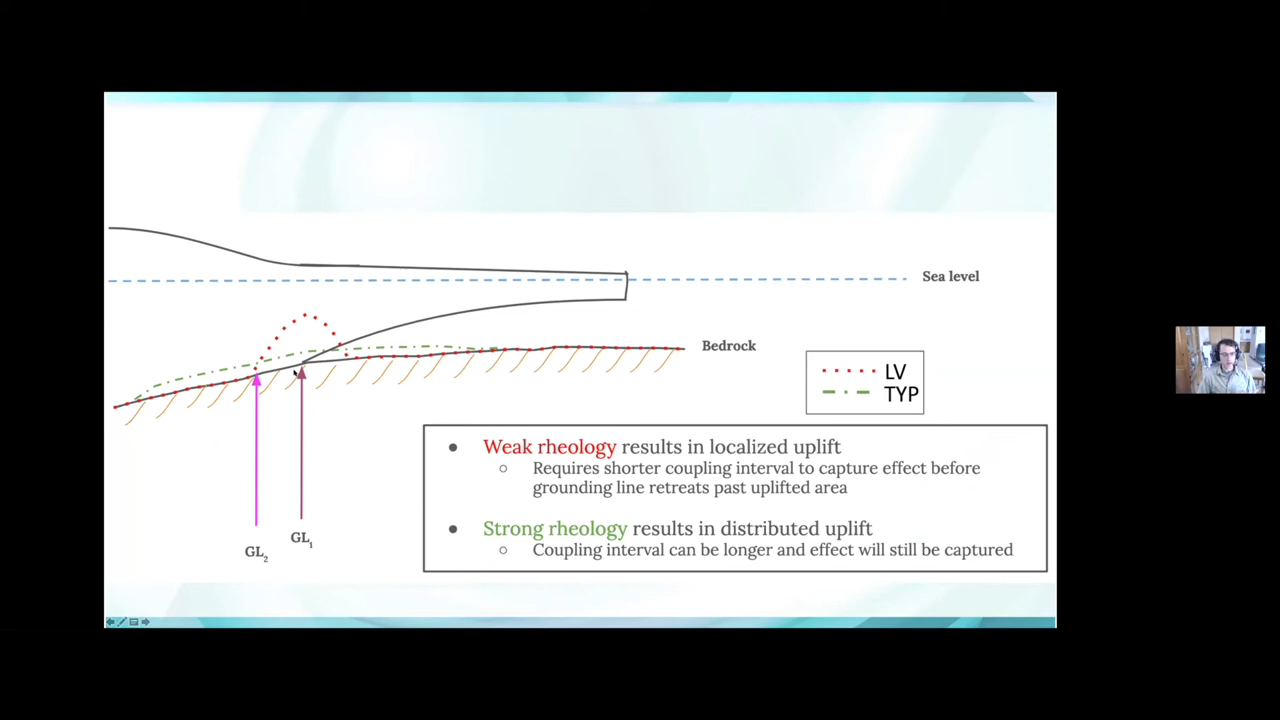 Sea level
Bedrock
LV
TYP
● Weak rheology results in localized uplift
○ Requires shorter coupling interval to capture effect before
grounding line retreats past uplifted area
● Strong rheology results in distributed uplift
○ Coupling interval can be longer and effect will still be captured
GL1
GL2